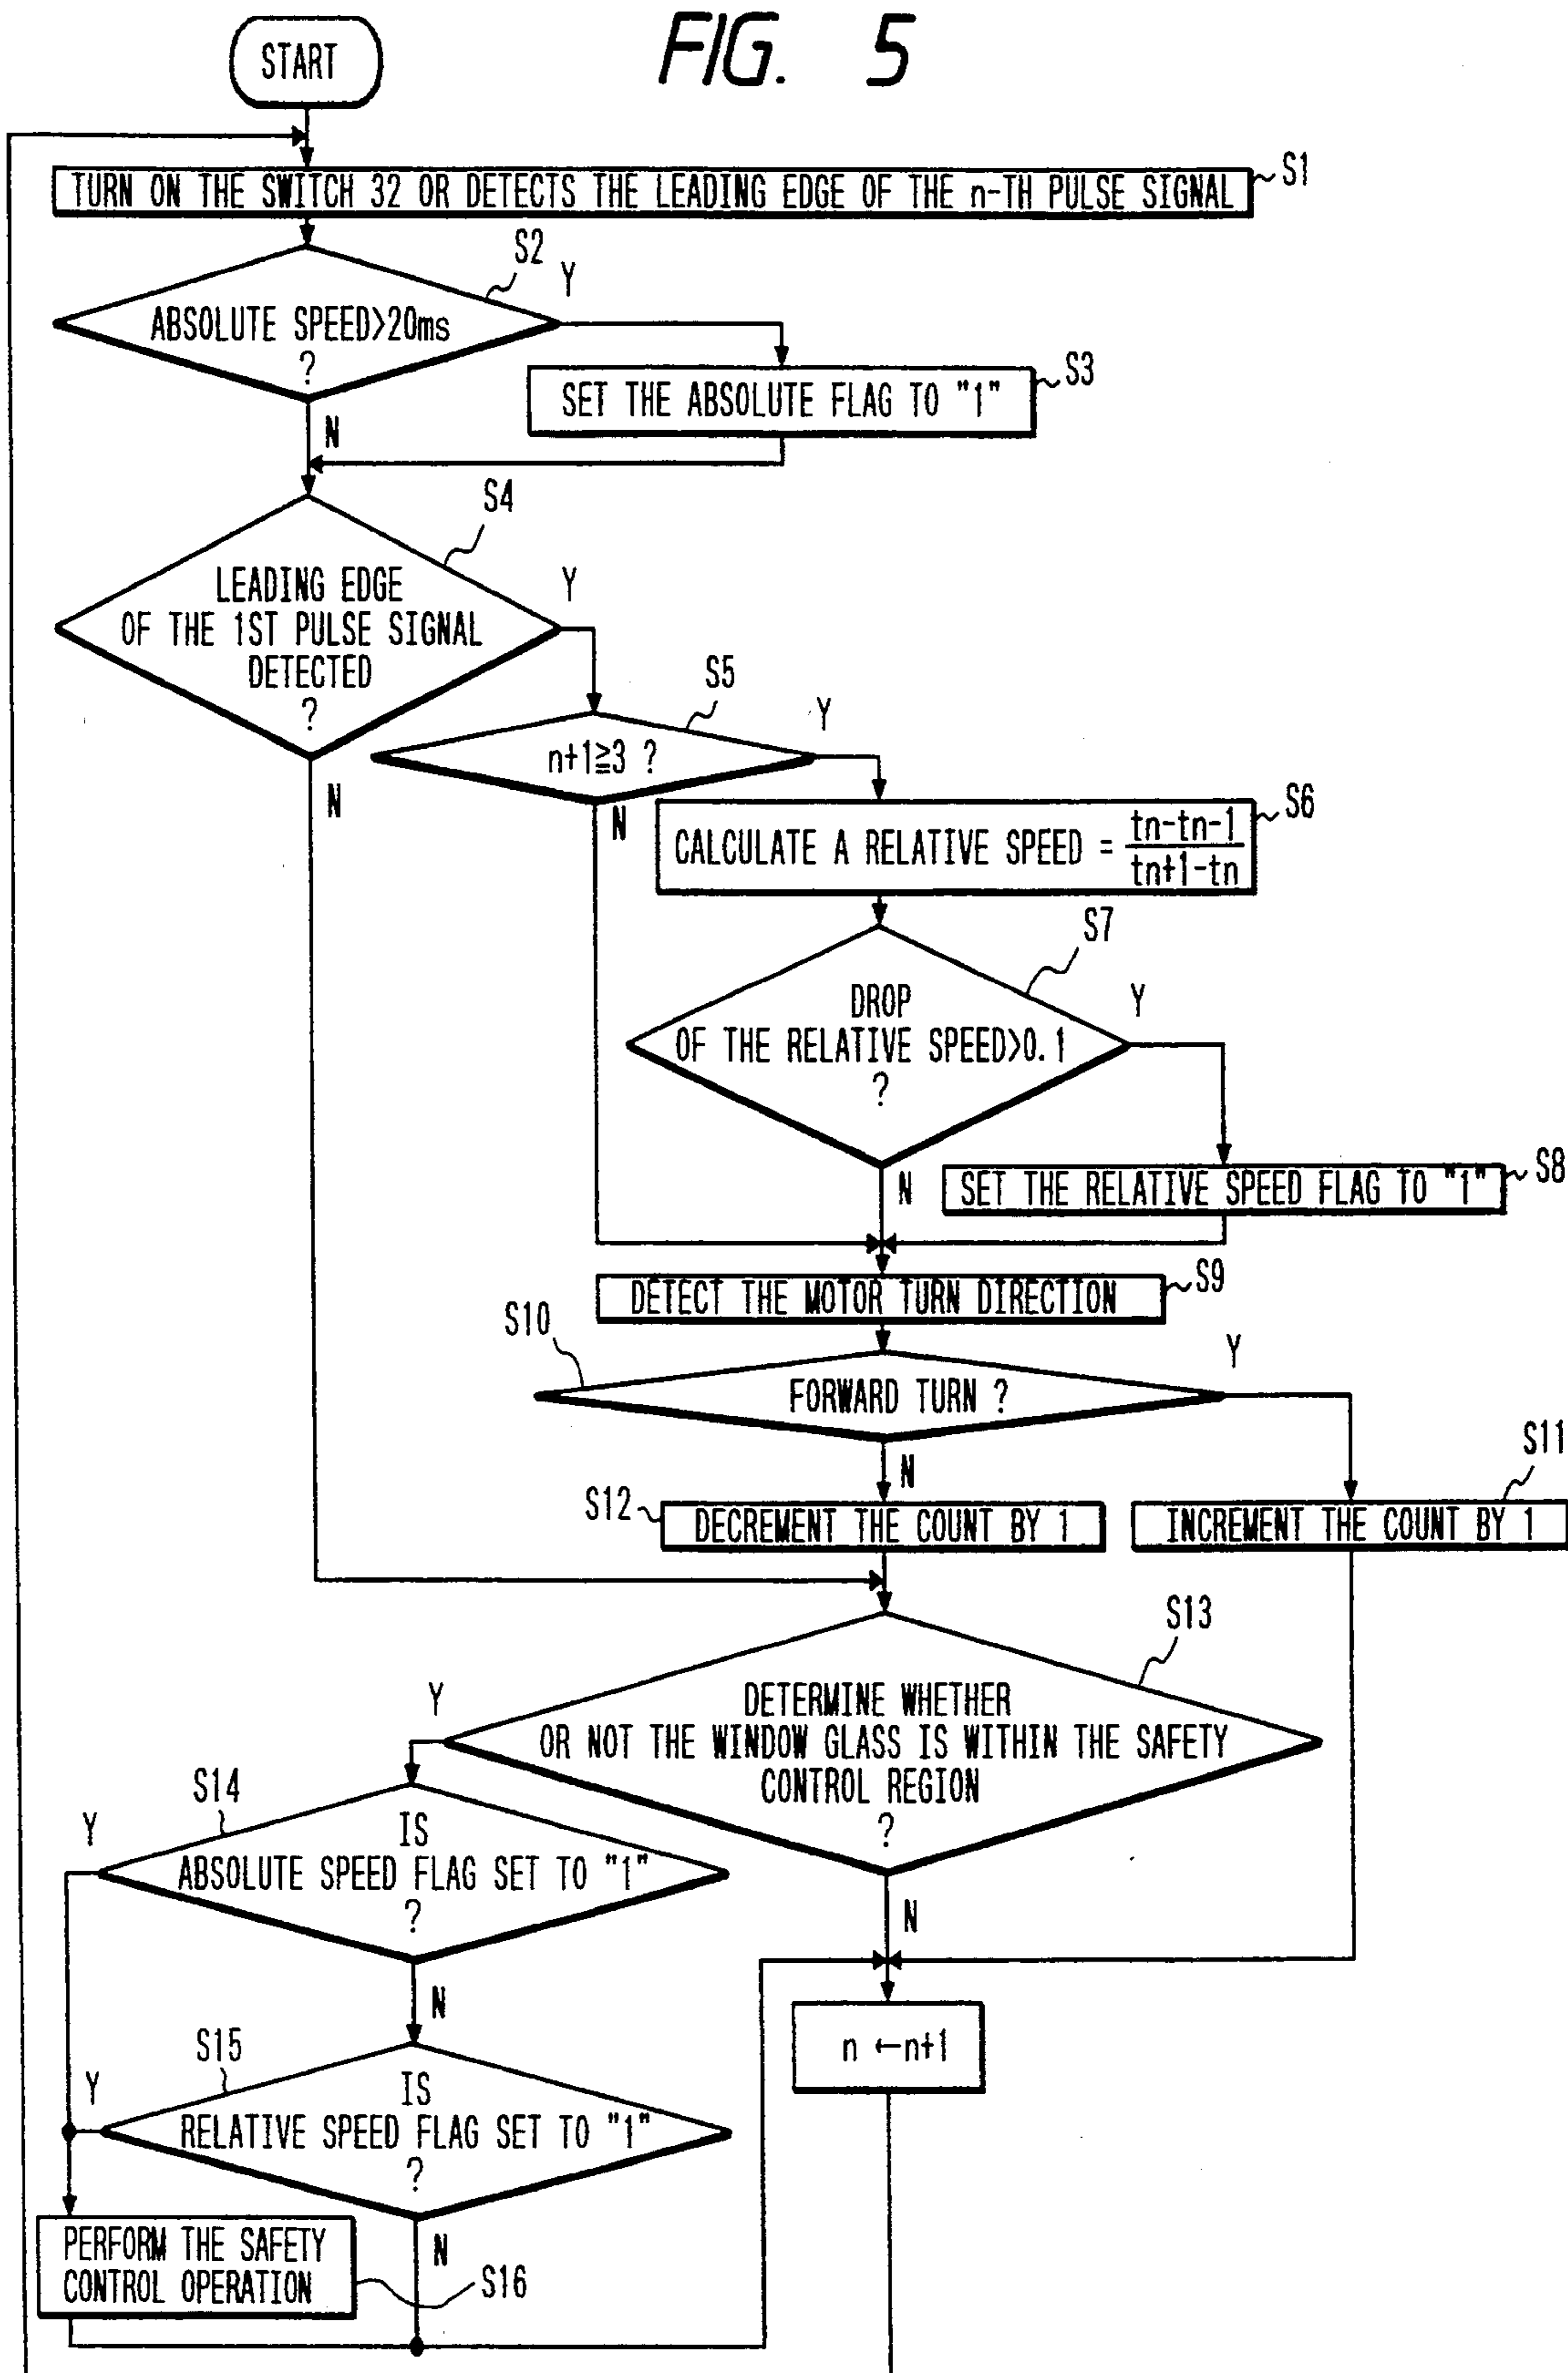 FIG. 5
START
TURN ON THE SWITCH 32 OR DETECTS THE LEADING EDGE OF THE n-TH PULSE SIGNAL
S1
S2
Y
ABSOLUTE SPEED>20ms
?
N
SET THE ABSOLUTE FLAG TO "1"
S3
S4
Y
LEADING EDGE
OF THE 1ST PULSE SIGNAL
DETECTED
?
N
S5
Y
n+1≧3 ?
N
CALCULATE A RELATIVE SPEED = tn-tn-1
tn+1-tn
S6
S7
Y
DROP
OF THE RELATIVE SPEED>0.1
?
N
SET THE RELATIVE SPEED FLAG TO "1"
S8
DETECT THE MOTOR TURN DIRECTION
S9
S10
Y
FORWARD TURN ?
N
S11
S12
DECREMENT THE COUNT BY 1
INCREMENT THE COUNT BY 1
S13
Y
DETERMINE WHETHER
OR NOT THE WINDOW GLASS IS WITHIN THE SAFETY
CONTROL REGION
?
N
S14
Y
IS
ABSOLUTE SPEED FLAG SET TO "1"
?
N
n ←n+1
S15
Y
IS
RELATIVE SPEED FLAG SET TO "1"
?
N
PERFORM THE SAFETY
CONTROL OPERATION
S16